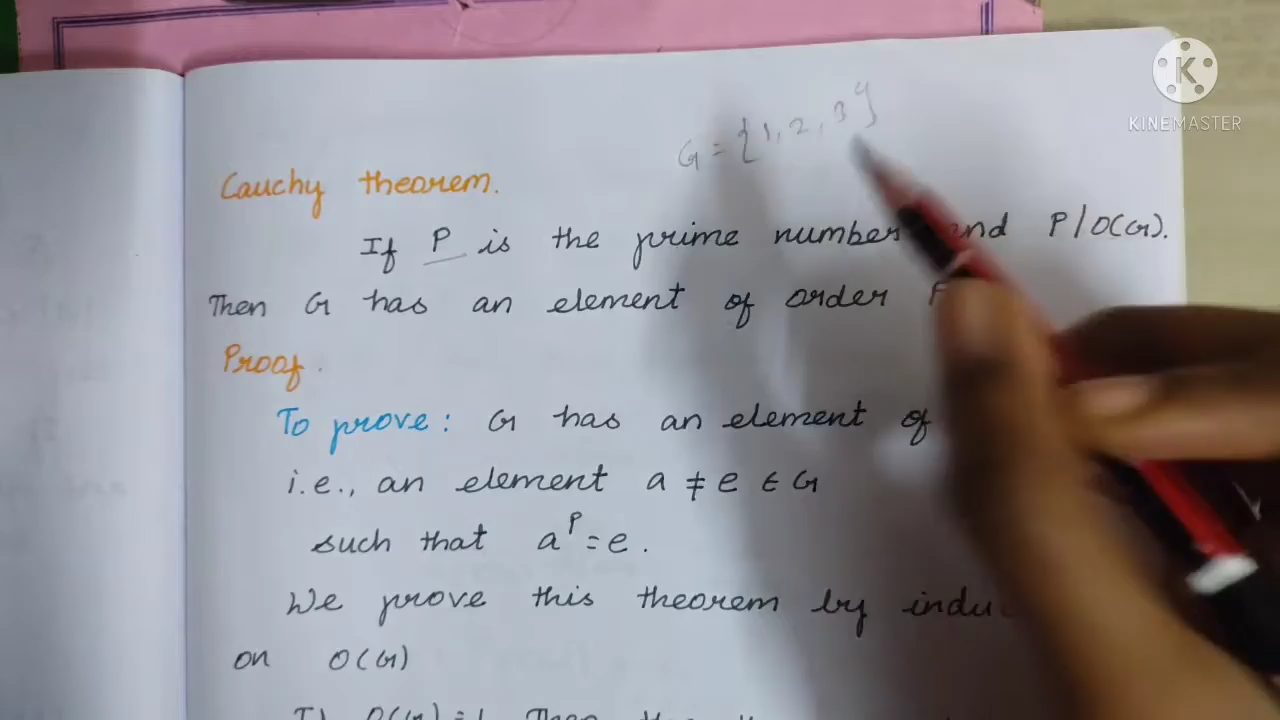 G = {1, 2, 3}
KINEMASTER
Cauchy theorem.
If P is the prime number and P/O(G).
Then G has an element of order
Proof.
To prove: G has an element of
i.e., an element a ≠ e ∈ G
such that a^P = e.
We prove this theorem by indu
on O(G)